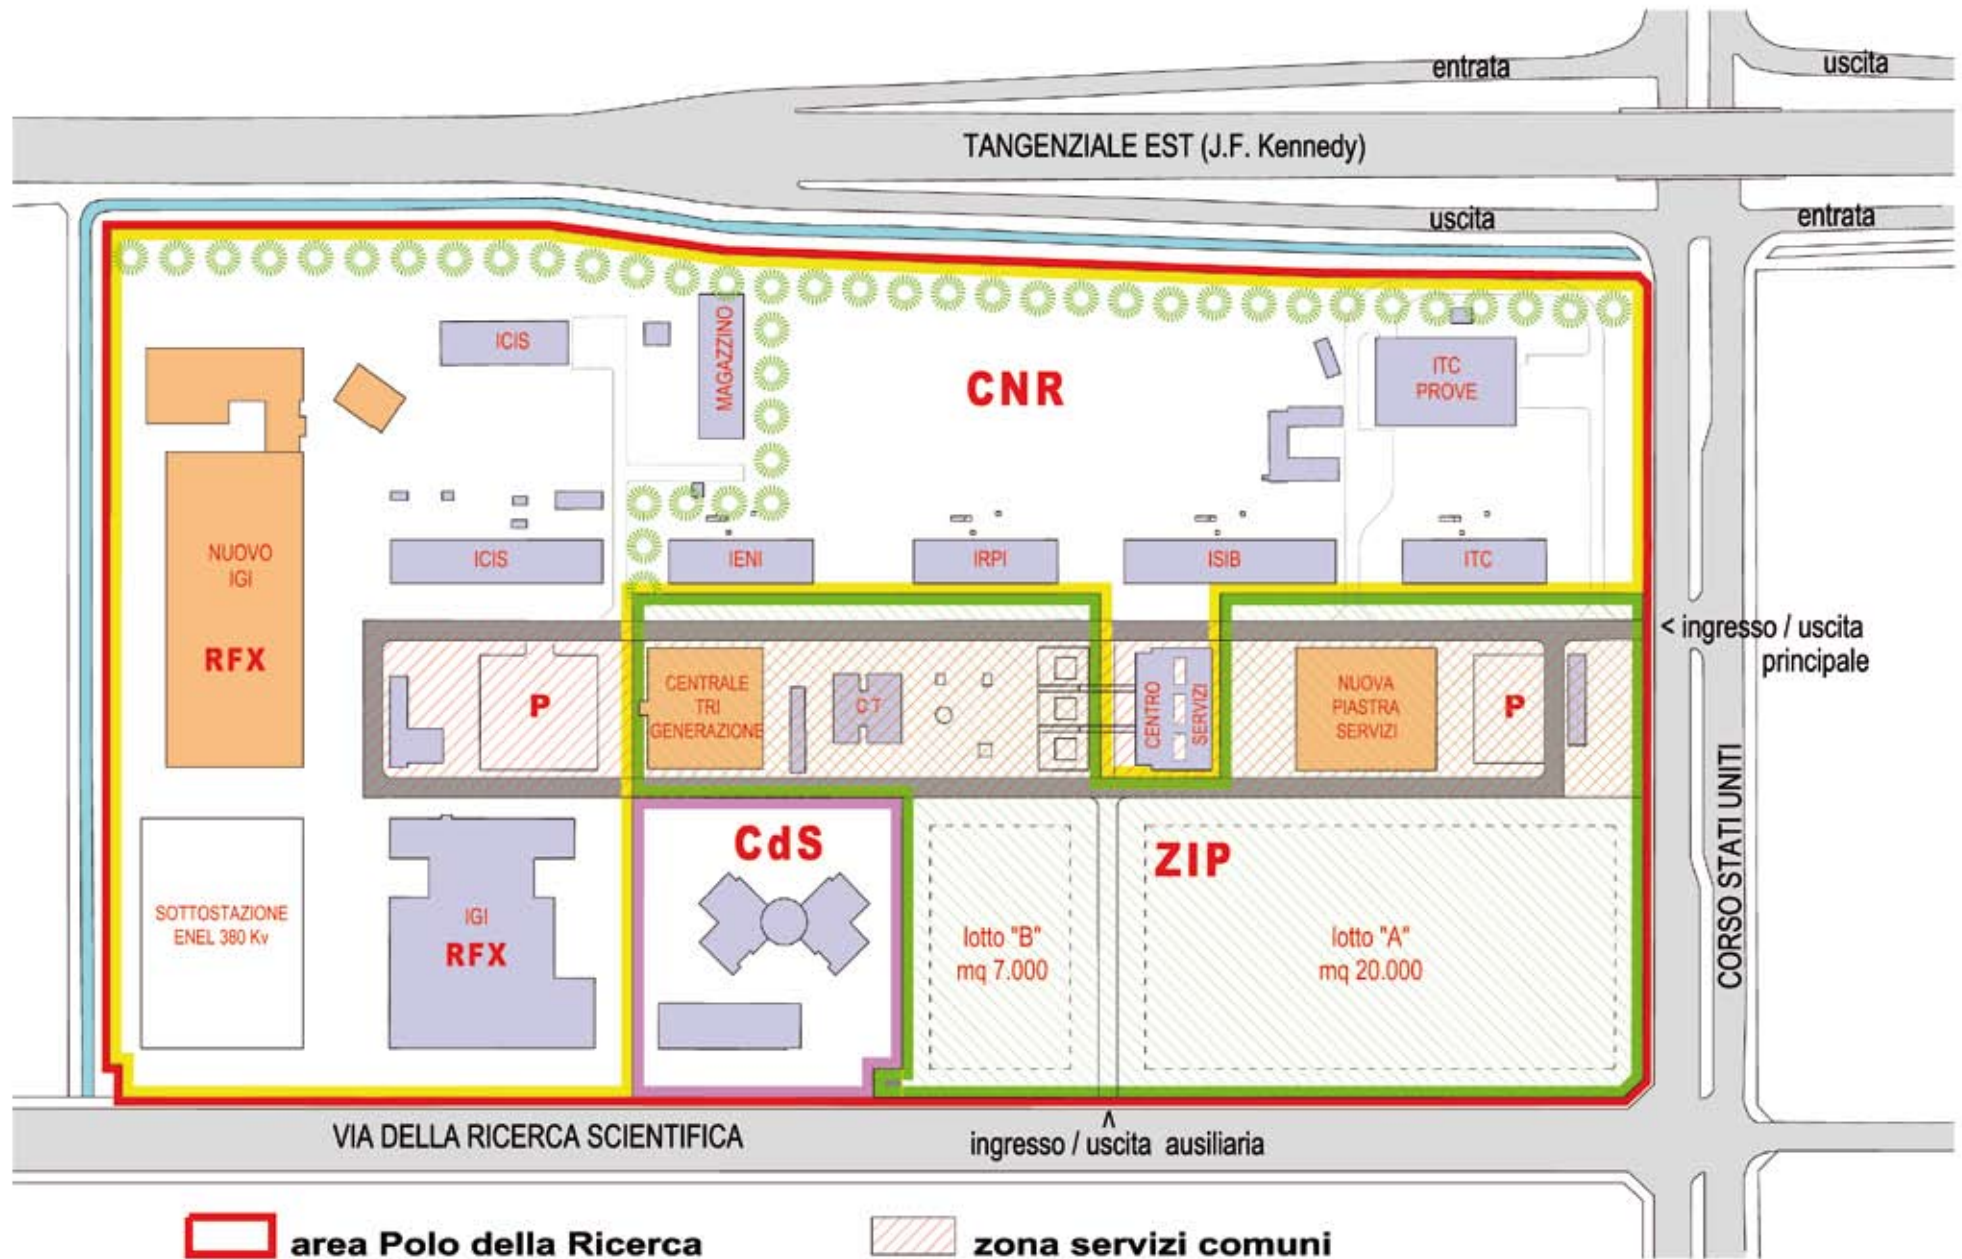 entrata
uscita
TANGENZIALE EST (J.F. Kennedy)
uscita
entrata
ICIS
MAGAZZINO
CNR
ITC
PROVE
NUOVO
IGI
RFX
ICIS
IENI
IRPI
ISIB
ITC
< ingresso / uscita
principale
P
CENTRALE
TRI
GENERAZIONE
CT
CENTRO
SERVIZI
NUOVA
PIASTRA
SERVIZI
P
CORSO STATI UNITI
SOTTOSTAZIONE
ENEL 380 Kv
IGI
RFX
CdS
ZIP
lotto "B"
mq 7.000
lotto "A"
mq 20.000
VIA DELLA RICERCA SCIENTIFICA
ingresso / uscita ausiliaria
area Polo della Ricerca
zona servizi comuni